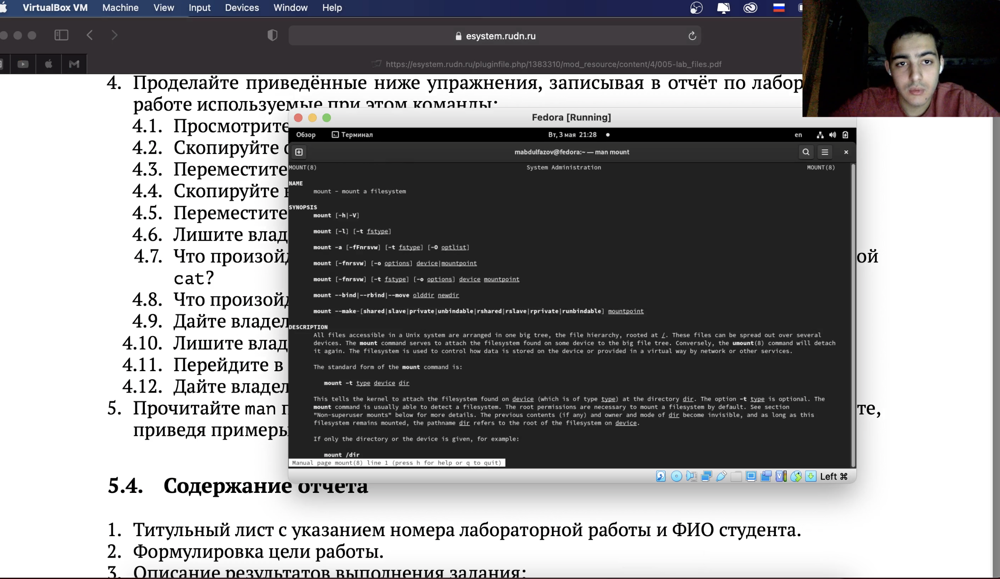 VirtualBox VM Machine View Input Devices Window Help
esystem.rudn.ru
https://esystem.rudn.ru/pluginfile.php/1383310/mod_resource/content/4/005-lab_files.pdf
4. Проделайте приведённые ниже упражнения, записывая в отчёт по лабор
работе используемые при этом команды:
4.1. Просмотрите
4.2. Скопируйте
4.3. Переместите
4.4. Скопируйте
4.5. Переместите
4.6. Лишите влад
4.7. Что произой
ой
cat?
4.8. Что произой
4.9. Дайте владел
4.10. Лишите влад
4.11. Перейдите в
4.12. Дайте владел
5. Прочитайте man п
те,
приведя примеры
5.4. Содержание отчёта
1. Титульный лист с указанием номера лабораторной работы и ФИО студента.
2. Формулировка цели работы.
3. Описание результатов выполнения задания:
Fedora [Running]
Обзор Терминал Вт, 3 мая 21:28 en
mabdulfazov@fedora:~ — man mount
MOUNT(8) System Administration MOUNT(8)
NAME
mount - mount a filesystem
SYNOPSIS
mount [-h|-V]
mount [-l] [-t fstype]
mount -a [-fFnrsvw] [-t fstype] [-O optlist]
mount [-fnrsvw] [-o options] device|mountpoint
mount [-fnrsvw] [-t fstype] [-o options] device mountpoint
mount --bind|--rbind|--move olddir newdir
mount --make-[shared|slave|private|unbindable|rshared|rslave|rprivate|runbindable] mountpoint
DESCRIPTION
All files accessible in a Unix system are arranged in one big tree, the file hierarchy, rooted at /. These files can be spread out over several
devices. The mount command serves to attach the filesystem found on some device to the big file tree. Conversely, the umount(8) command will detach
it again. The filesystem is used to control how data is stored on the device or provided in a virtual way by network or other services.
The standard form of the mount command is:
mount -t type device dir
This tells the kernel to attach the filesystem found on device (which is of type type) at the directory dir. The option -t type is optional. The
mount command is usually able to detect a filesystem. The root permissions are necessary to mount a filesystem by default. See section
"Non-superuser mounts" below for more details. The previous contents (if any) and owner and mode of dir become invisible, and as long as this
filesystem remains mounted, the pathname dir refers to the root of the filesystem on device.
If only the directory or the device is given, for example:
mount /dir
Manual page mount(8) line 1 (press h for help or q to quit)
Left ⌘